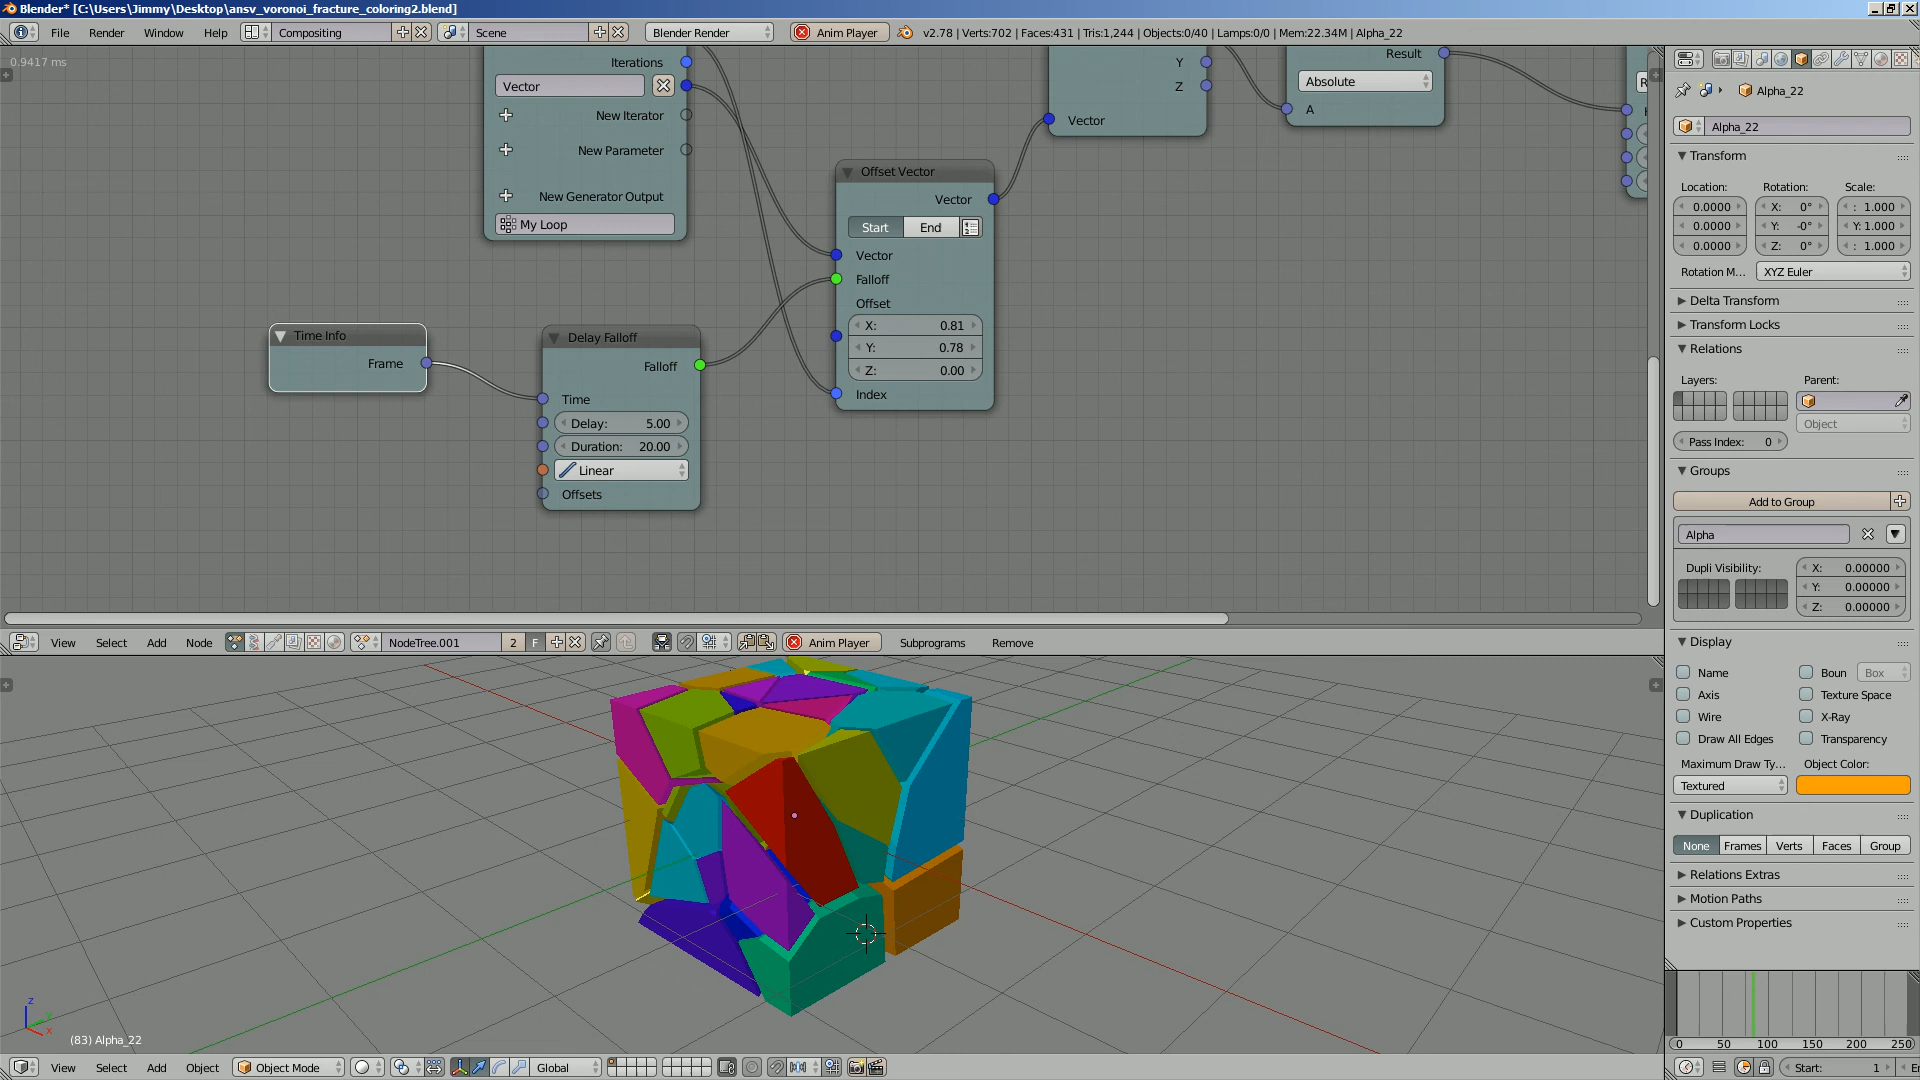 Blender* [C:\Users\Jimmy\Desktop\ansv_voronoi_fracture_coloring2.blend]
File Render Window Help Compositing Scene Blender Render Anim Player v2.78 | Verts:702 | Faces:431 | Tris:1,244 | Objects:0/40 | Lamps:0/0 | Mem:22.34M | Alpha_22
0.9417 ms
Iterations
Vector
New Iterator
New Parameter
New Generator Output
My Loop
Time Info
Frame
Delay Falloff
Falloff
Time
Delay: 5.00
Duration: 20.00
Linear
Offsets
Offset Vector
Vector
Start End
Vector
Falloff
Offset
X: 0.81
Y: 0.78
Z: 0.00
Index
Y
Z
Vector
Result
Absolute
A
R
View Select Add Node NodeTree.001 2 F Anim Player Subprograms Remove
Z
Y
X
(83) Alpha_22
View Select Add Object Object Mode Global
Alpha_22
Alpha_22
Transform
Location: Rotation: Scale:
0.0000 X: 0° : 1.000
0.0000 Y: -0° Y: 1.000
0.0000 Z: 0° : 1.000
Rotation M... XYZ Euler
Delta Transform
Transform Locks
Relations
Layers: Parent:
Object
Pass Index: 0
Groups
Add to Group
Alpha
Dupli Visibility: X: 0.00000
Y: 0.00000
Z: 0.00000
Display
Name Boun Box
Axis Texture Space
Wire X-Ray
Draw All Edges Transparency
Maximum Draw Ty... Object Color:
Textured
Duplication
None Frames Verts Faces Group
Relations Extras
Motion Paths
Custom Properties
0 50 100 150 200 250
Start: 1